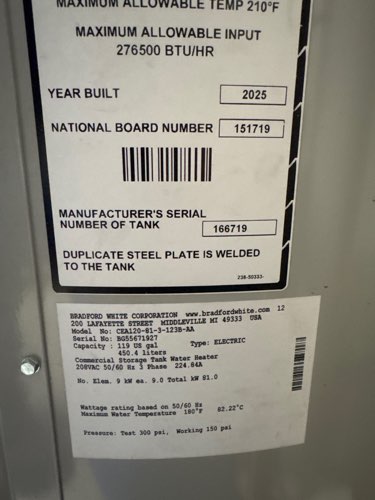 MAXIMUM ALLOWABLE TEMP 210°F
MAXIMUM ALLOWABLE INPUT
276500 BTU/HR
YEAR BUILT 2025
NATIONAL BOARD NUMBER 151719
MANUFACTURER'S SERIAL
NUMBER OF TANK 166719
DUPLICATE STEEL PLATE IS WELDED
TO THE TANK
238-50333-
BRADFORD WHITE CORPORATION www.bradfordwhite.com 12
200 LAFAYETTE STREET MIDDLEVILLE MI 49333 USA
Model No: CEA120-81-3-123B-AA
Serial No: BG55671927
Capacity : 119 US gal Type: ELECTRIC
450.4 liters
Commercial Storage Tank Water Heater
208VAC 50/60 Hz 3 Phase 224.84A
No. Elem. 9 kW ea. 9.0 Total kW 81.0
Wattage rating based on 50/60 Hz
Maximum Water Temperature 180°F 82.22°C
Pressure: Test 300 psi, Working 150 psi